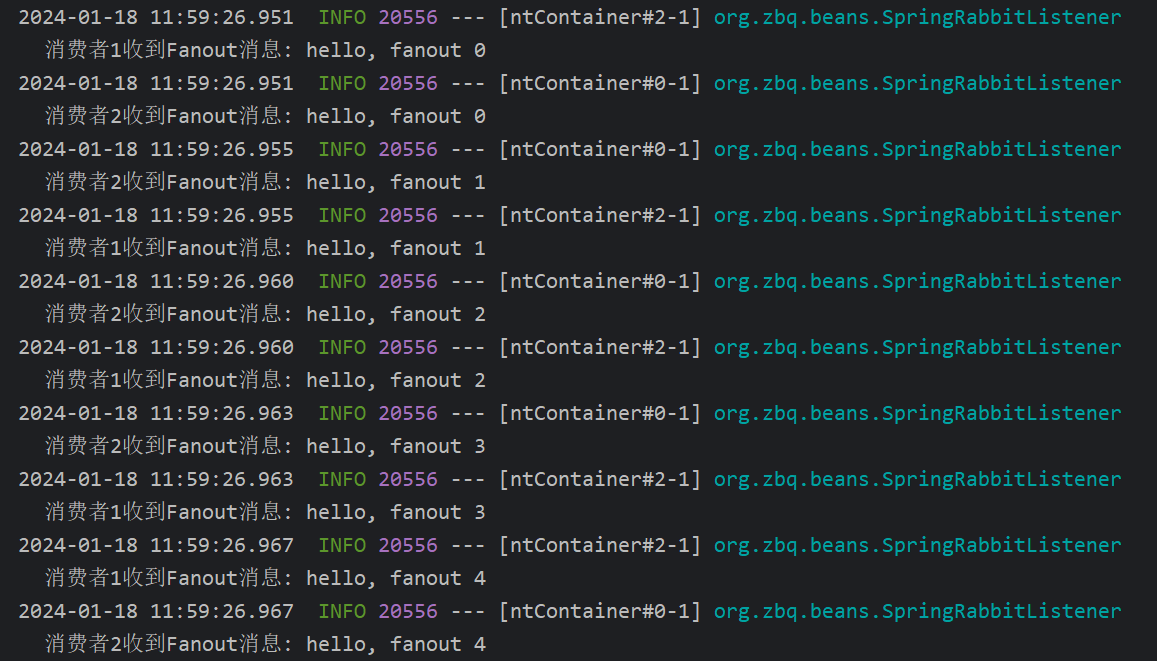 2024-01-18 11:59:26.951  INFO 20556 --- [ntContainer#2-1] org.zbq.beans.SpringRabbitListener
消费者1收到Fanout消息: hello, fanout 0
2024-01-18 11:59:26.951  INFO 20556 --- [ntContainer#0-1] org.zbq.beans.SpringRabbitListener
消费者2收到Fanout消息: hello, fanout 0
2024-01-18 11:59:26.955  INFO 20556 --- [ntContainer#0-1] org.zbq.beans.SpringRabbitListener
消费者2收到Fanout消息: hello, fanout 1
2024-01-18 11:59:26.955  INFO 20556 --- [ntContainer#2-1] org.zbq.beans.SpringRabbitListener
消费者1收到Fanout消息: hello, fanout 1
2024-01-18 11:59:26.960  INFO 20556 --- [ntContainer#0-1] org.zbq.beans.SpringRabbitListener
消费者2收到Fanout消息: hello, fanout 2
2024-01-18 11:59:26.960  INFO 20556 --- [ntContainer#2-1] org.zbq.beans.SpringRabbitListener
消费者1收到Fanout消息: hello, fanout 2
2024-01-18 11:59:26.963  INFO 20556 --- [ntContainer#0-1] org.zbq.beans.SpringRabbitListener
消费者2收到Fanout消息: hello, fanout 3
2024-01-18 11:59:26.963  INFO 20556 --- [ntContainer#2-1] org.zbq.beans.SpringRabbitListener
消费者1收到Fanout消息: hello, fanout 3
2024-01-18 11:59:26.967  INFO 20556 --- [ntContainer#2-1] org.zbq.beans.SpringRabbitListener
消费者1收到Fanout消息: hello, fanout 4
2024-01-18 11:59:26.967  INFO 20556 --- [ntContainer#0-1] org.zbq.beans.SpringRabbitListener
消费者2收到Fanout消息: hello, fanout 4